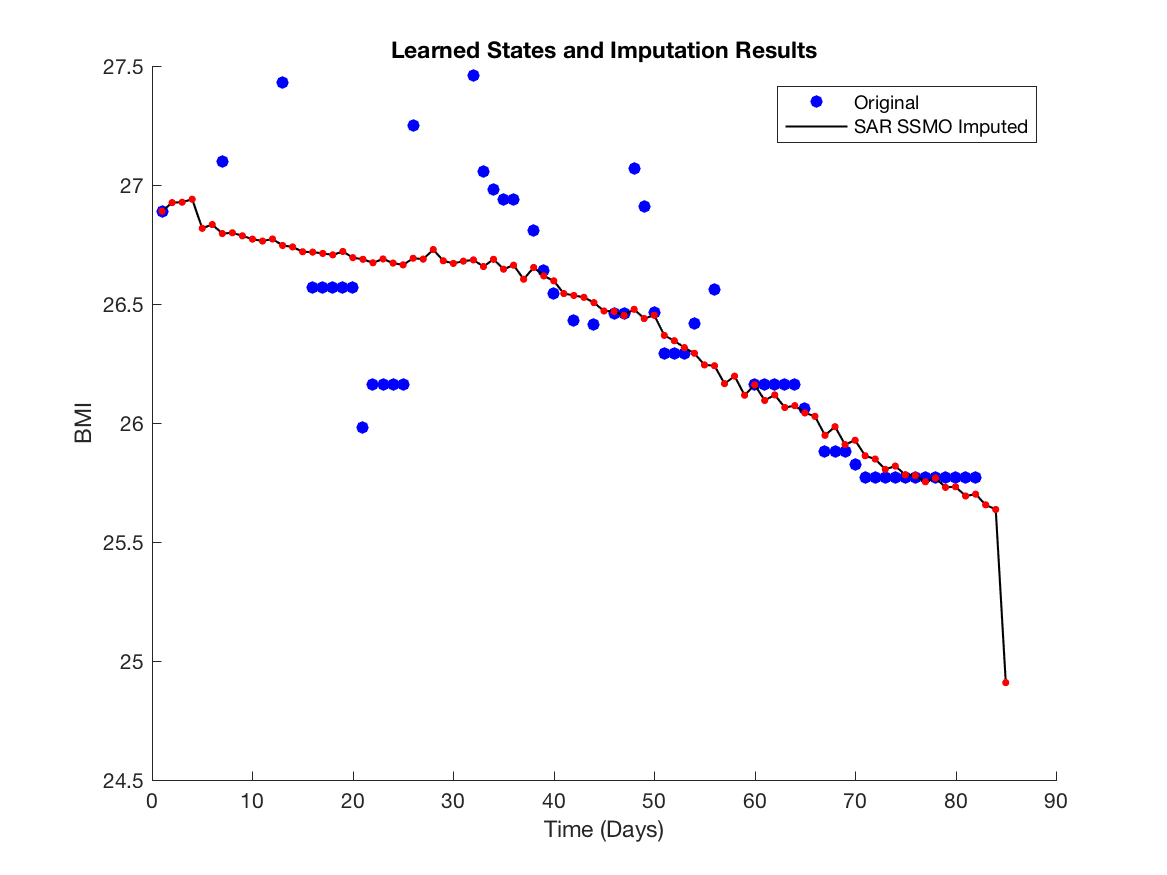 Learned States and Imputation Results
Original
SAR SSMO Imputed
BMI
27.5
27
26.5
26
25.5
25
24.5
0 10 20 30 40 50 60 70 80 90
Time (Days)